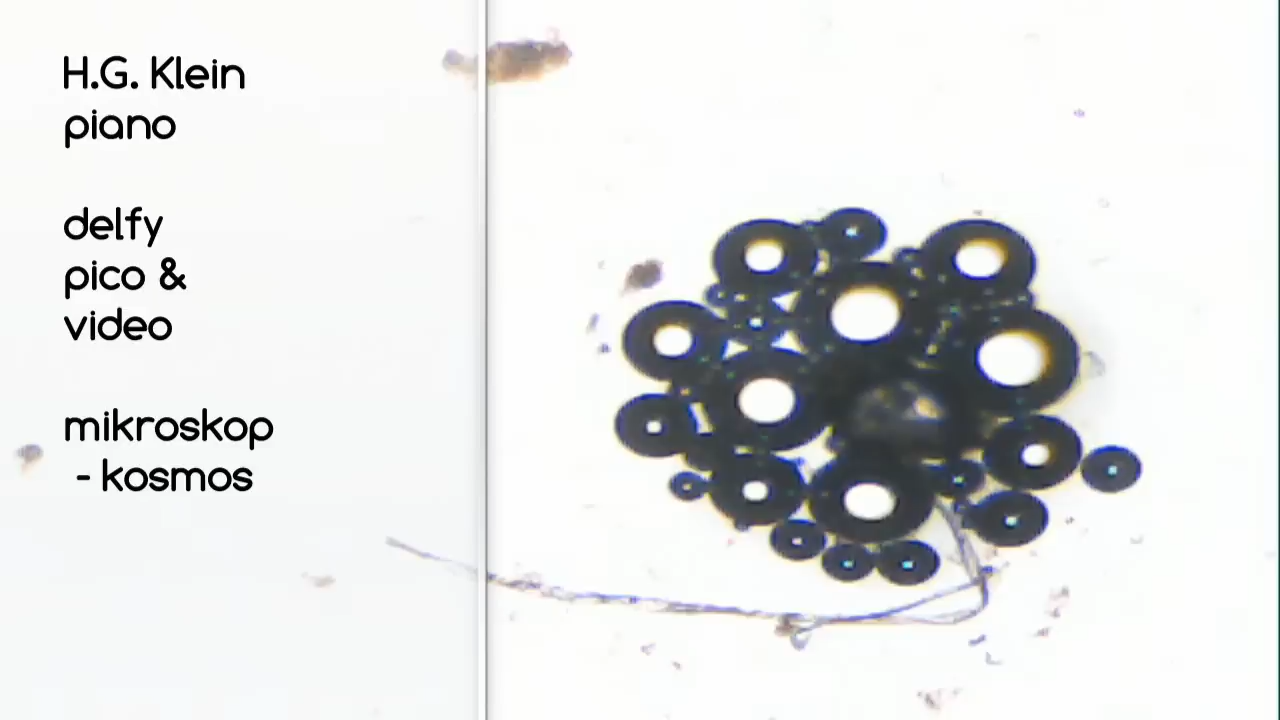 H.G. Klein
piano
delfy
pico &
video
mikroskop
- kosmos